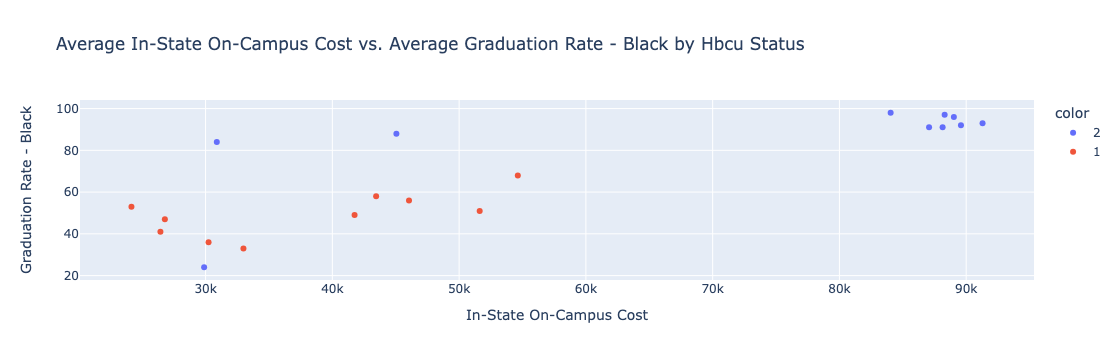 Average In-State On-Campus Cost vs. Average Graduation Rate - Black by Hbcu Status
Graduation Rate - Black
100
80
60
40
20
30k
40k
50k
60k
70k
80k
90k
In-State On-Campus Cost
color
2
1